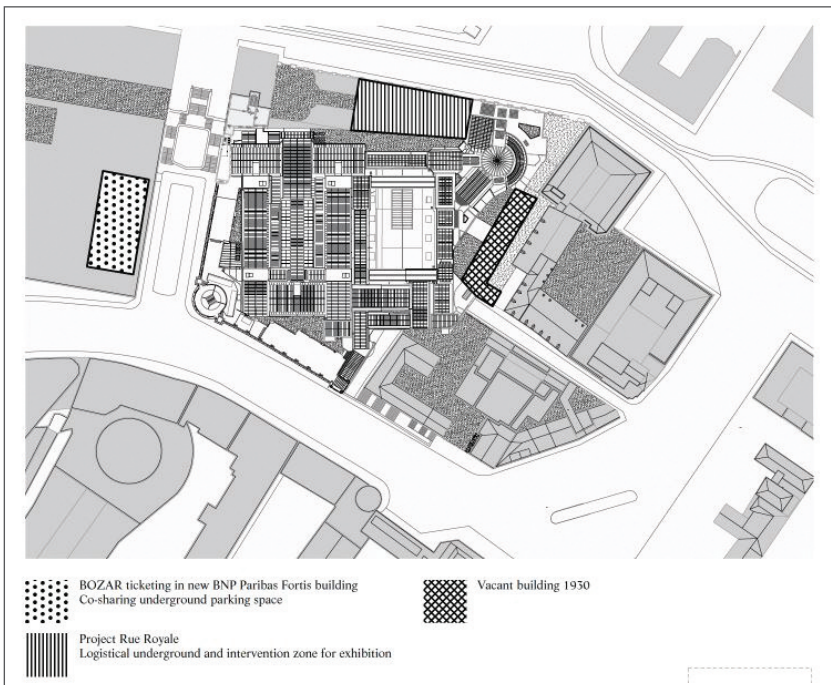 BOZAR ticketing in new BNP Paribas Fortis building
Co-sharing underground parking space
Vacant building 1930
Project Rue Royale
Logistical underground and intervention zone for exhibition